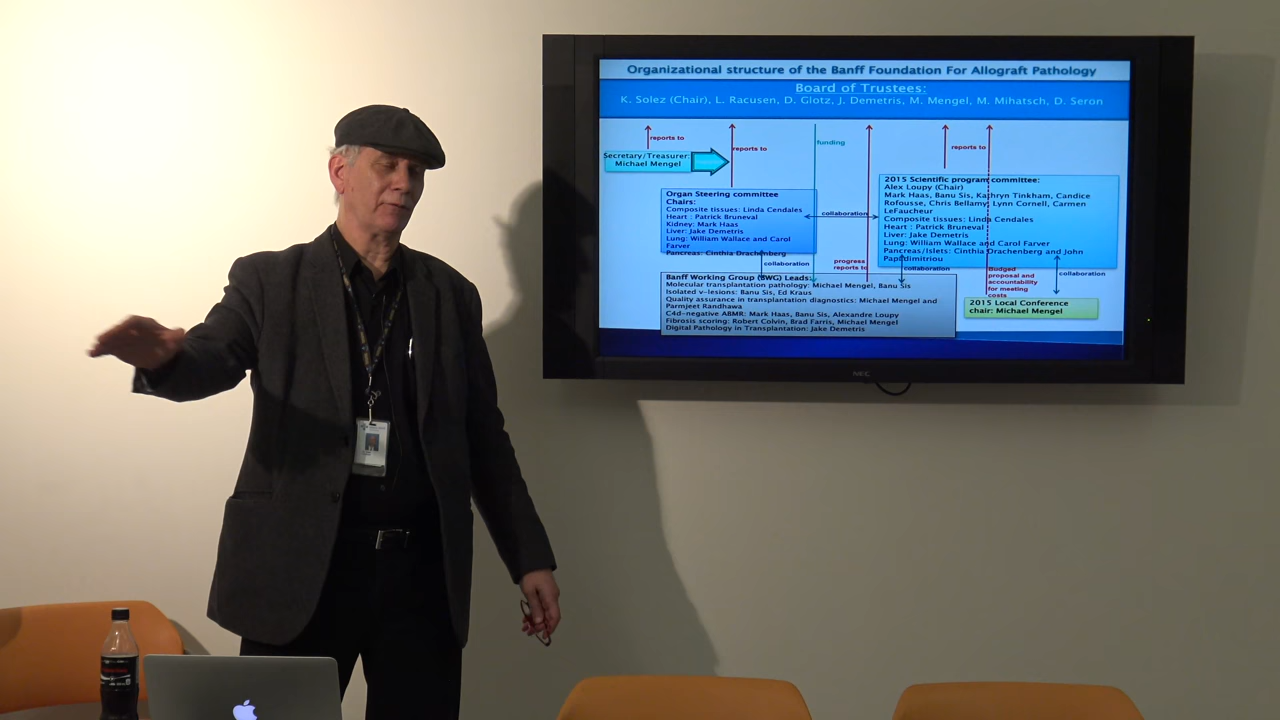 Organizational structure of the Banff Foundation For Allograft Pathology
Board of Trustees:
K. Solez (Chair), L. Racusen, D. Glotz, J. Demetris, M. Mengel, M. Mihatsch, D. Seron
reports to
reports to
funding
reports to
Secretary/Treasurer:
Michael Mengel
Organ Steering committee
Chairs:
Composite tissues: Linda Cendales
Heart : Patrick Bruneval
Kidney: Mark Haas
Liver: Jake Demetris
Lung: William Wallace and Carol
Farver
Pancreas: Cinthia Drachenberg
collaboration
2015 Scientific program committee:
Alex Loupy (Chair)
Mark Haas, Banu Sis, Kathryn Tinkham, Candice
Rofousse, Chris Bellamy, Lynn Cornell, Carmen
LeFaucheur
Composite tissues: Linda Cendales
Heart : Patrick Bruneval
Liver: Jake Demetris
Lung: William Wallace and Carol Farver
Pancreas/Islets: Cinthia Drachenberg and John
Papdimitriou
collaboration
progress
reports to
collaboration
Budged
proposal and
accountability
for meeting
costs
collaboration
Banff Working Group (BWG) Leads:
Molecular transplantation pathology: Michael Mengel, Banu Sis
Isolated v-lesions: Banu Sis, Ed Kraus
Quality assurance in transplantation diagnostics: Michael Mengel and
Parmjeet Randhawa
C4d-negative ABMR: Mark Haas, Banu Sis, Alexandre Loupy
Fibrosis scoring: Robert Colvin, Brad Farris, Michael Mengel
Digital Pathology in Transplantation: Jake Demetris
2015 Local Conference
chair: Michael Mengel
NEC